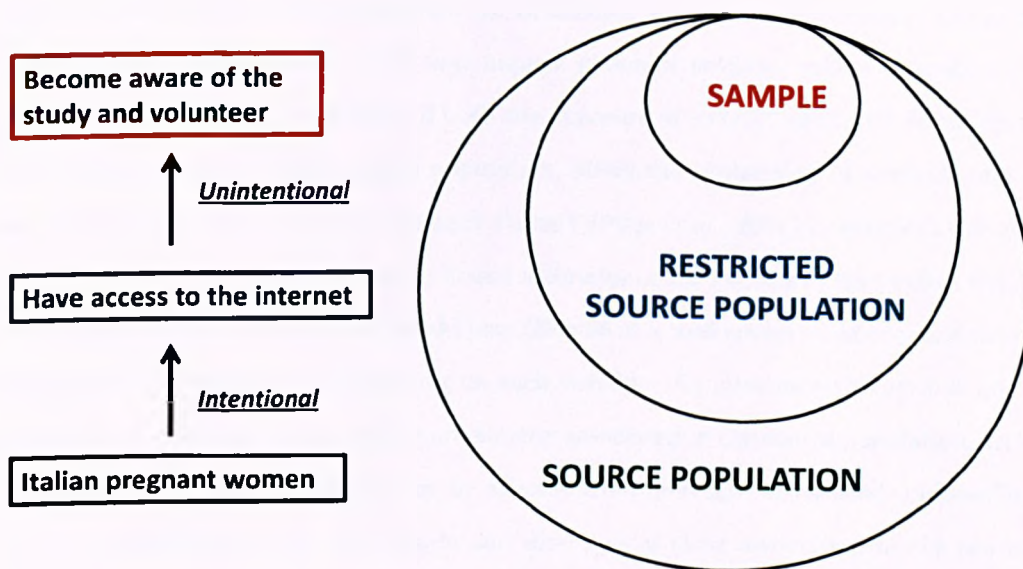 Become aware of the
study and volunteer
Unintentional
Have access to the internet
Intentional
Italian pregnant women
SAMPLE
RESTRICTED
SOURCE POPULATION
SOURCE POPULATION